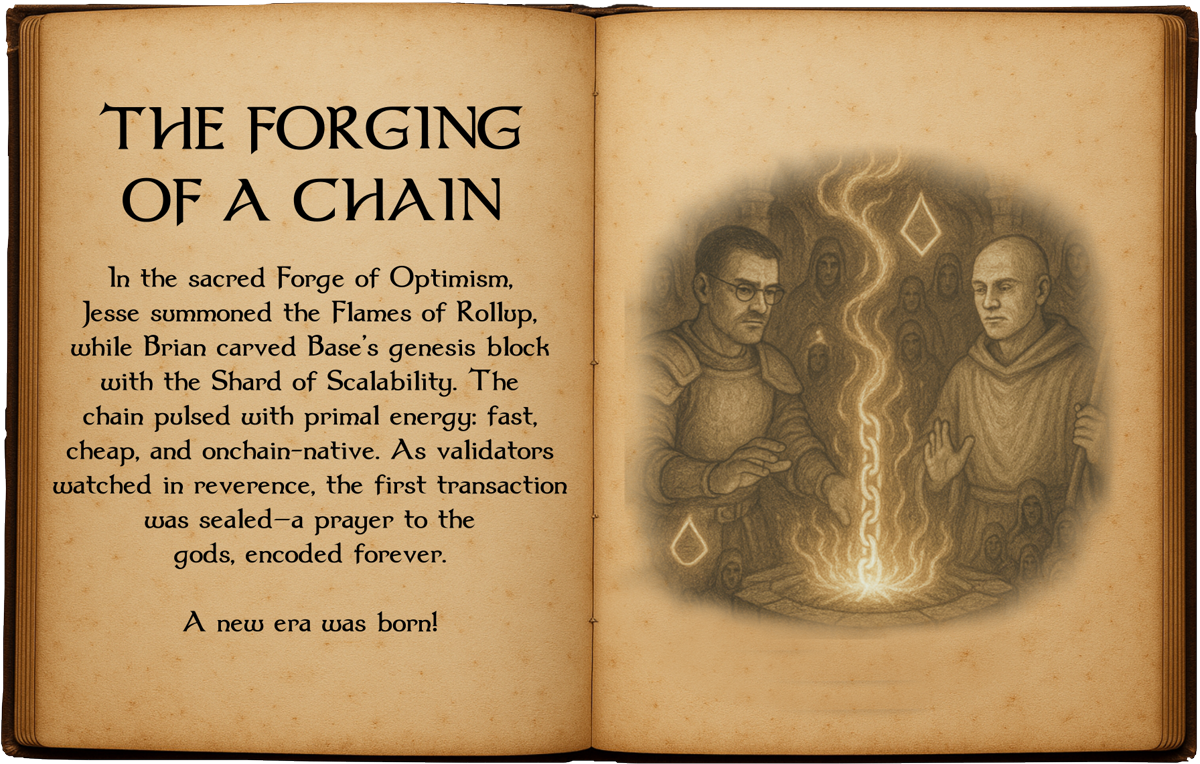 THE FORGING
OF A CHAIN
In the sacred Forge of Optimism,
Jesse summoned the Flames of Rollup,
while Brian carved Base's genesis block
with the Shard of Scalability. The
chain pulsed with primal energy: fast,
cheap, and onchain-native. As validators
watched in reverence, the first transaction
was sealed—a prayer to the
gods, encoded forever.
A new era was born!